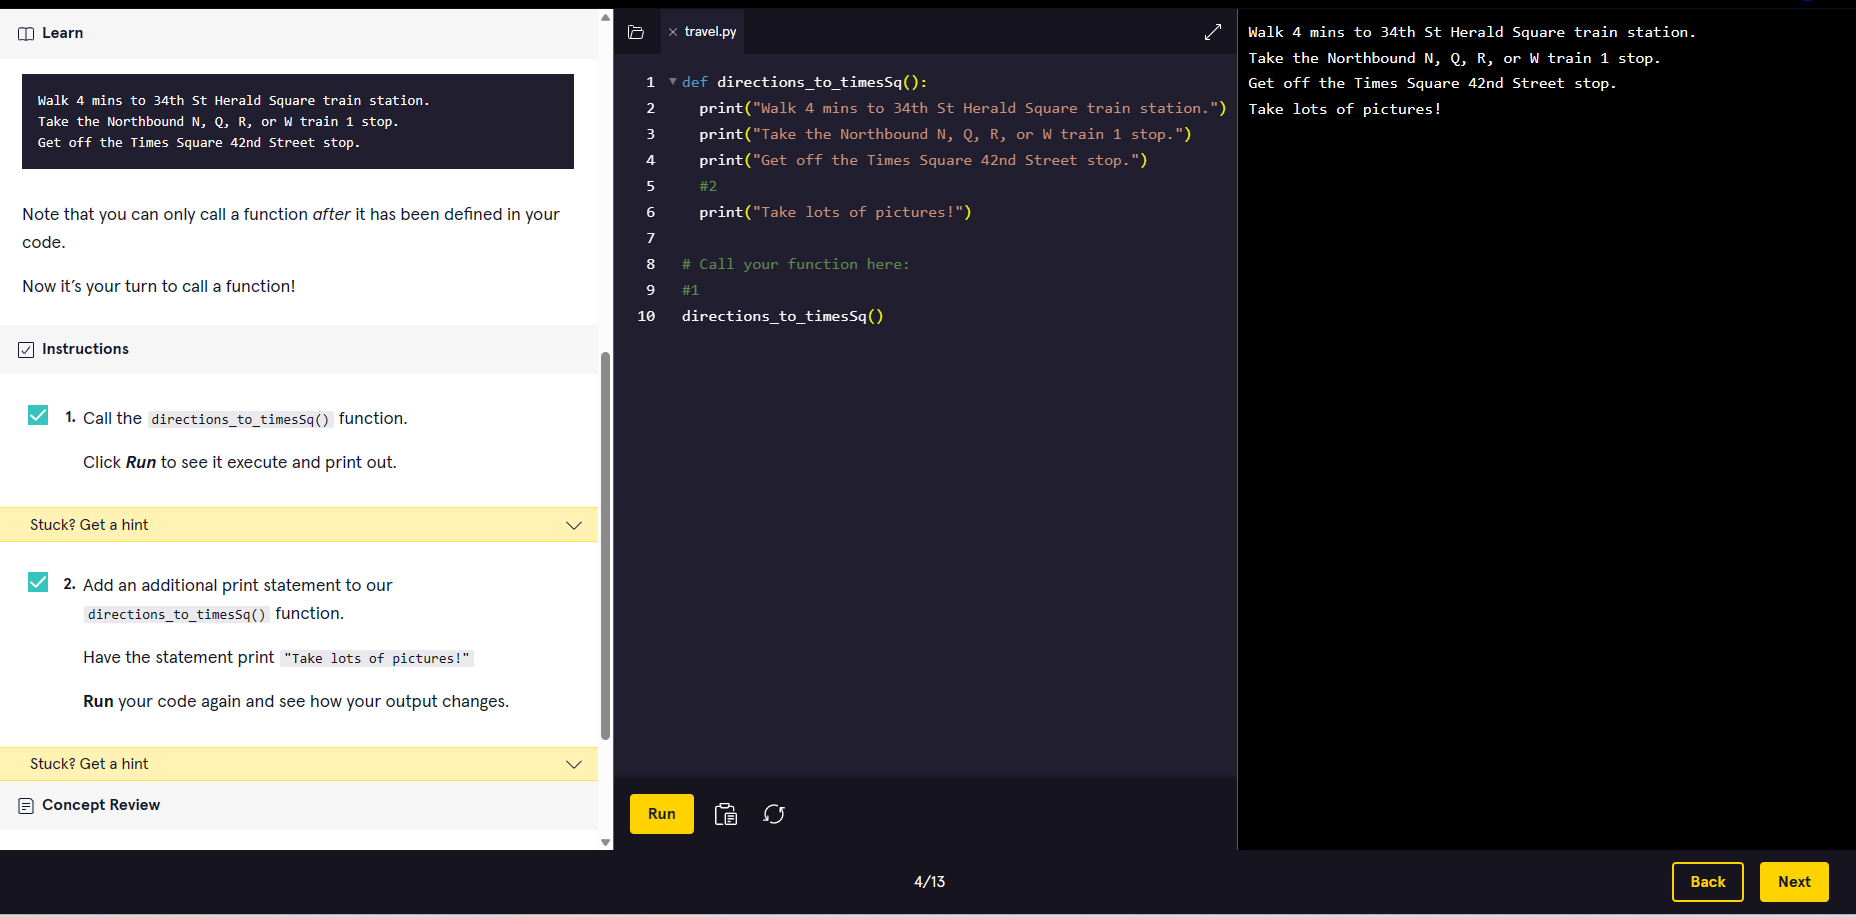 Learn
Walk 4 mins to 34th St Herald Square train station.
Take the Northbound N, Q, R, or W train 1 stop.
Get off the Times Square 42nd Street stop.
Note that you can only call a function after it has been defined in your
code.
Now it’s your turn to call a function!
Instructions
1. Call the directions_to_timesSq() function.
Click Run to see it execute and print out.
Stuck? Get a hint
2. Add an additional print statement to our
directions_to_timesSq() function.
Have the statement print "Take lots of pictures!"
Run your code again and see how your output changes.
Stuck? Get a hint
Concept Review
travel.py
1 def directions_to_timesSq():
2 print("Walk 4 mins to 34th St Herald Square train station.")
3 print("Take the Northbound N, Q, R, or W train 1 stop.")
4 print("Get off the Times Square 42nd Street stop.")
5 #2
6 print("Take lots of pictures!")
7
8 # Call your function here:
9 #1
10 directions_to_timesSq()
Run
Walk 4 mins to 34th St Herald Square train station.
Take the Northbound N, Q, R, or W train 1 stop.
Get off the Times Square 42nd Street stop.
Take lots of pictures!
4/13
Back
Next